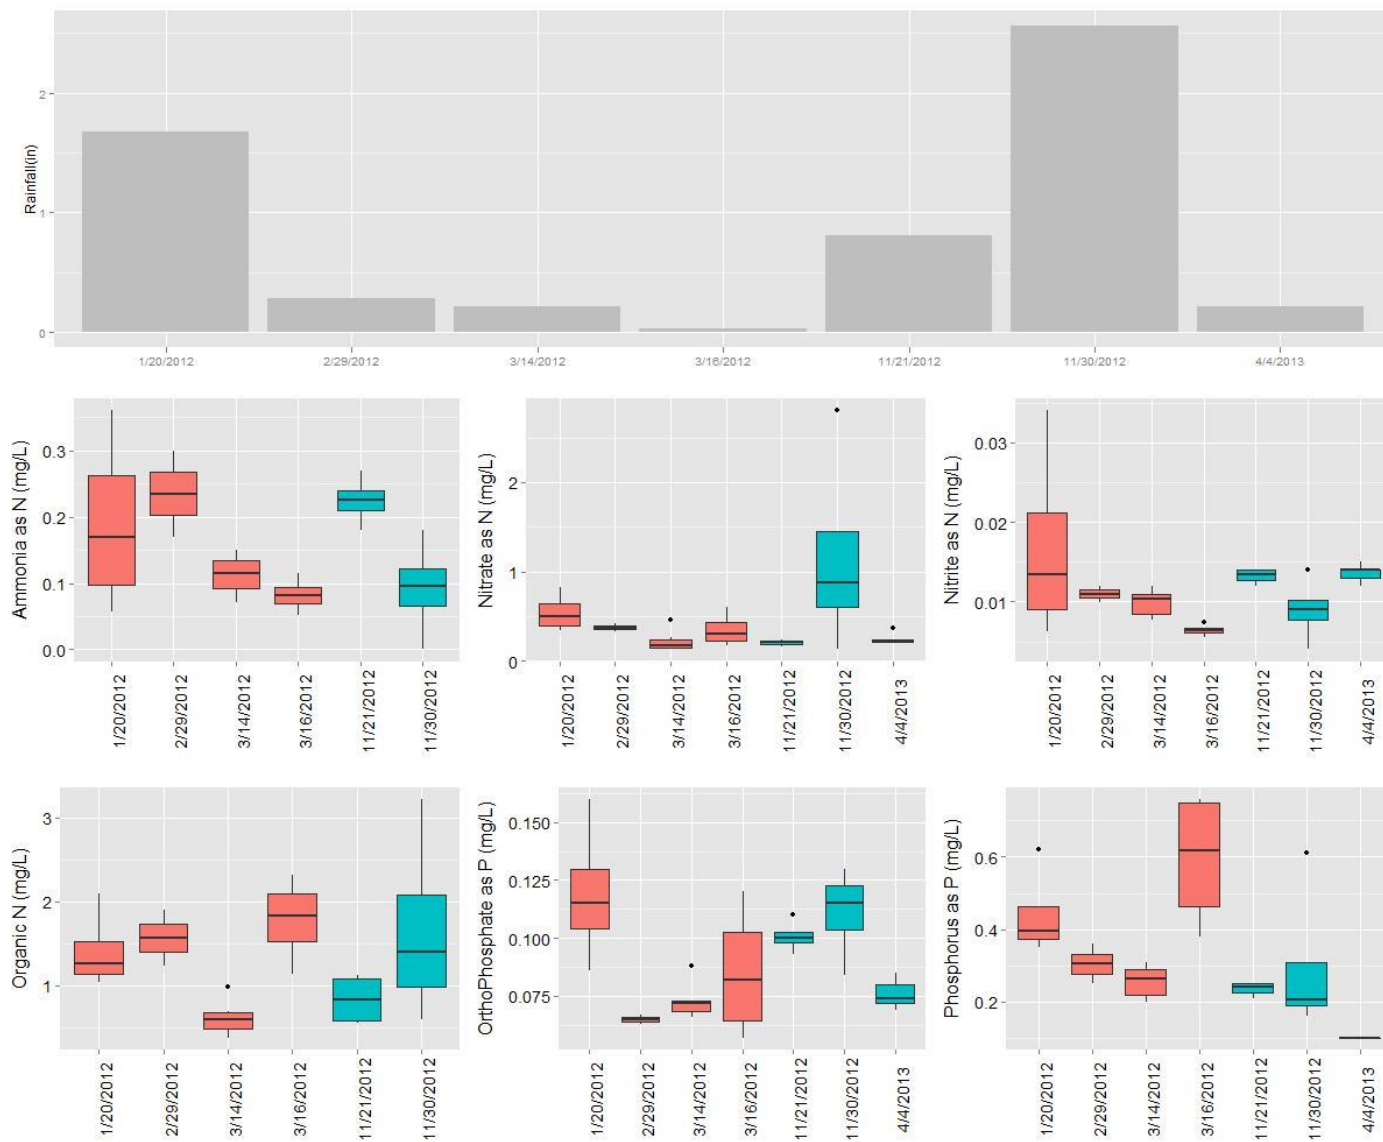 Rainfall(in)
2
1
0
1/20/2012 2/29/2012 3/14/2012 3/16/2012 11/21/2012 11/30/2012 4/4/2013
Ammonia as N (mg/L)
0.3
0.2
0.1
0.0
1/20/2012 2/29/2012 3/14/2012 3/16/2012 11/21/2012 11/30/2012
Nitrate as N (mg/L)
2
1
0
1/20/2012 2/29/2012 3/14/2012 3/16/2012 11/21/2012 11/30/2012 4/4/2013
Nitrite as N (mg/L)
0.03
0.02
0.01
1/20/2012 2/29/2012 3/14/2012 3/16/2012 11/21/2012 11/30/2012 4/4/2013
Organic N (mg/L)
3
2
1
1/20/2012 2/29/2012 3/14/2012 3/16/2012 11/21/2012 11/30/2012
OrthoPhosphate as P (mg/L)
0.150
0.125
0.100
0.075
1/20/2012 2/29/2012 3/14/2012 3/16/2012 11/21/2012 11/30/2012 4/4/2013
Phosphorus as P (mg/L)
0.6
0.4
0.2
1/20/2012 2/29/2012 3/14/2012 3/16/2012 11/21/2012 11/30/2012 4/4/2013